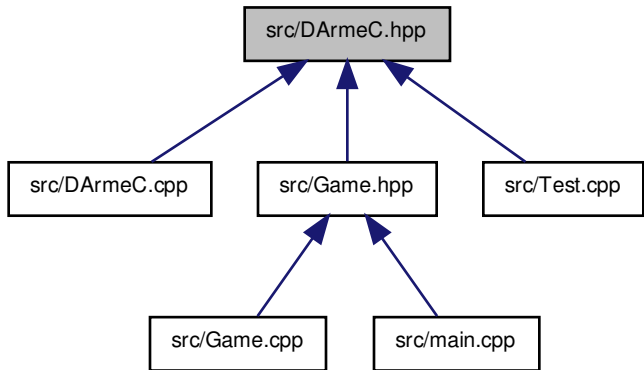 src/DArmeC.hpp
src/DArmeC.cpp
src/Game.hpp
src/Test.cpp
src/Game.cpp
src/main.cpp